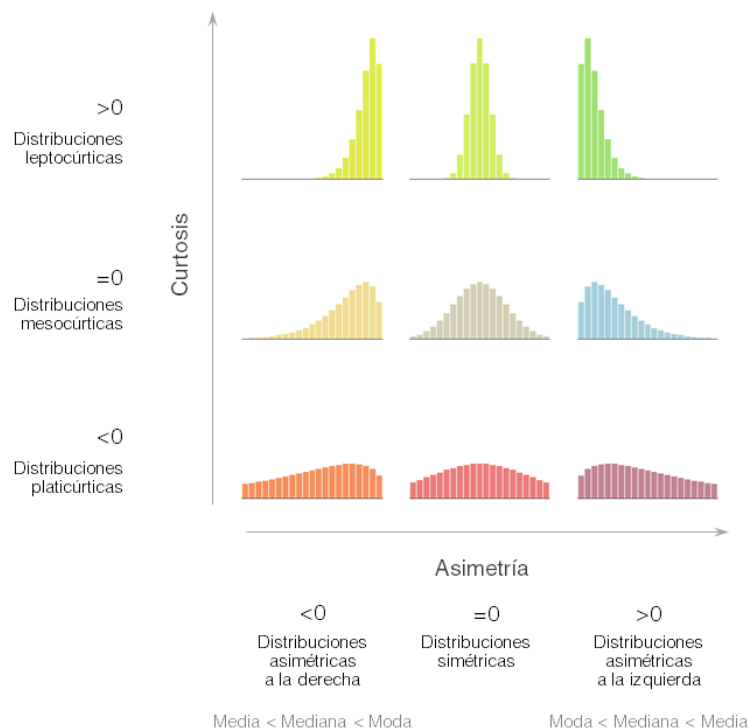 >0
Distribuciones
leptocúrticas
=0
Distribuciones
mesocúrticas
<0
Distribuciones
platicúrticas
Curtosis
Asimetría
<0
Distribuciones
asimétricas
a la derecha
=0
Distribuciones
simétricas
>0
Distribuciones
asimétricas
a la izquierda
Media < Mediana < Moda
Moda < Mediana < Media